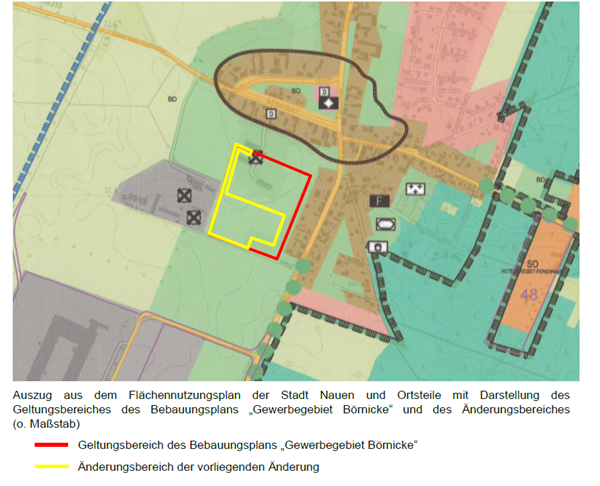 BD
BD
D
D
F
BD
SO
48
Auszug aus dem Flächennutzungsplan der Stadt Nauen und Ortsteile mit Darstellung des
Geltungsbereiches des Bebauungsplans „Gewerbegebiet Börnicke“ und des Änderungsbereiches
(o. Maßstab)
Geltungsbereich des Bebauungsplans „Gewerbegebiet Börnicke“
Änderungsbereich der vorliegenden Änderung